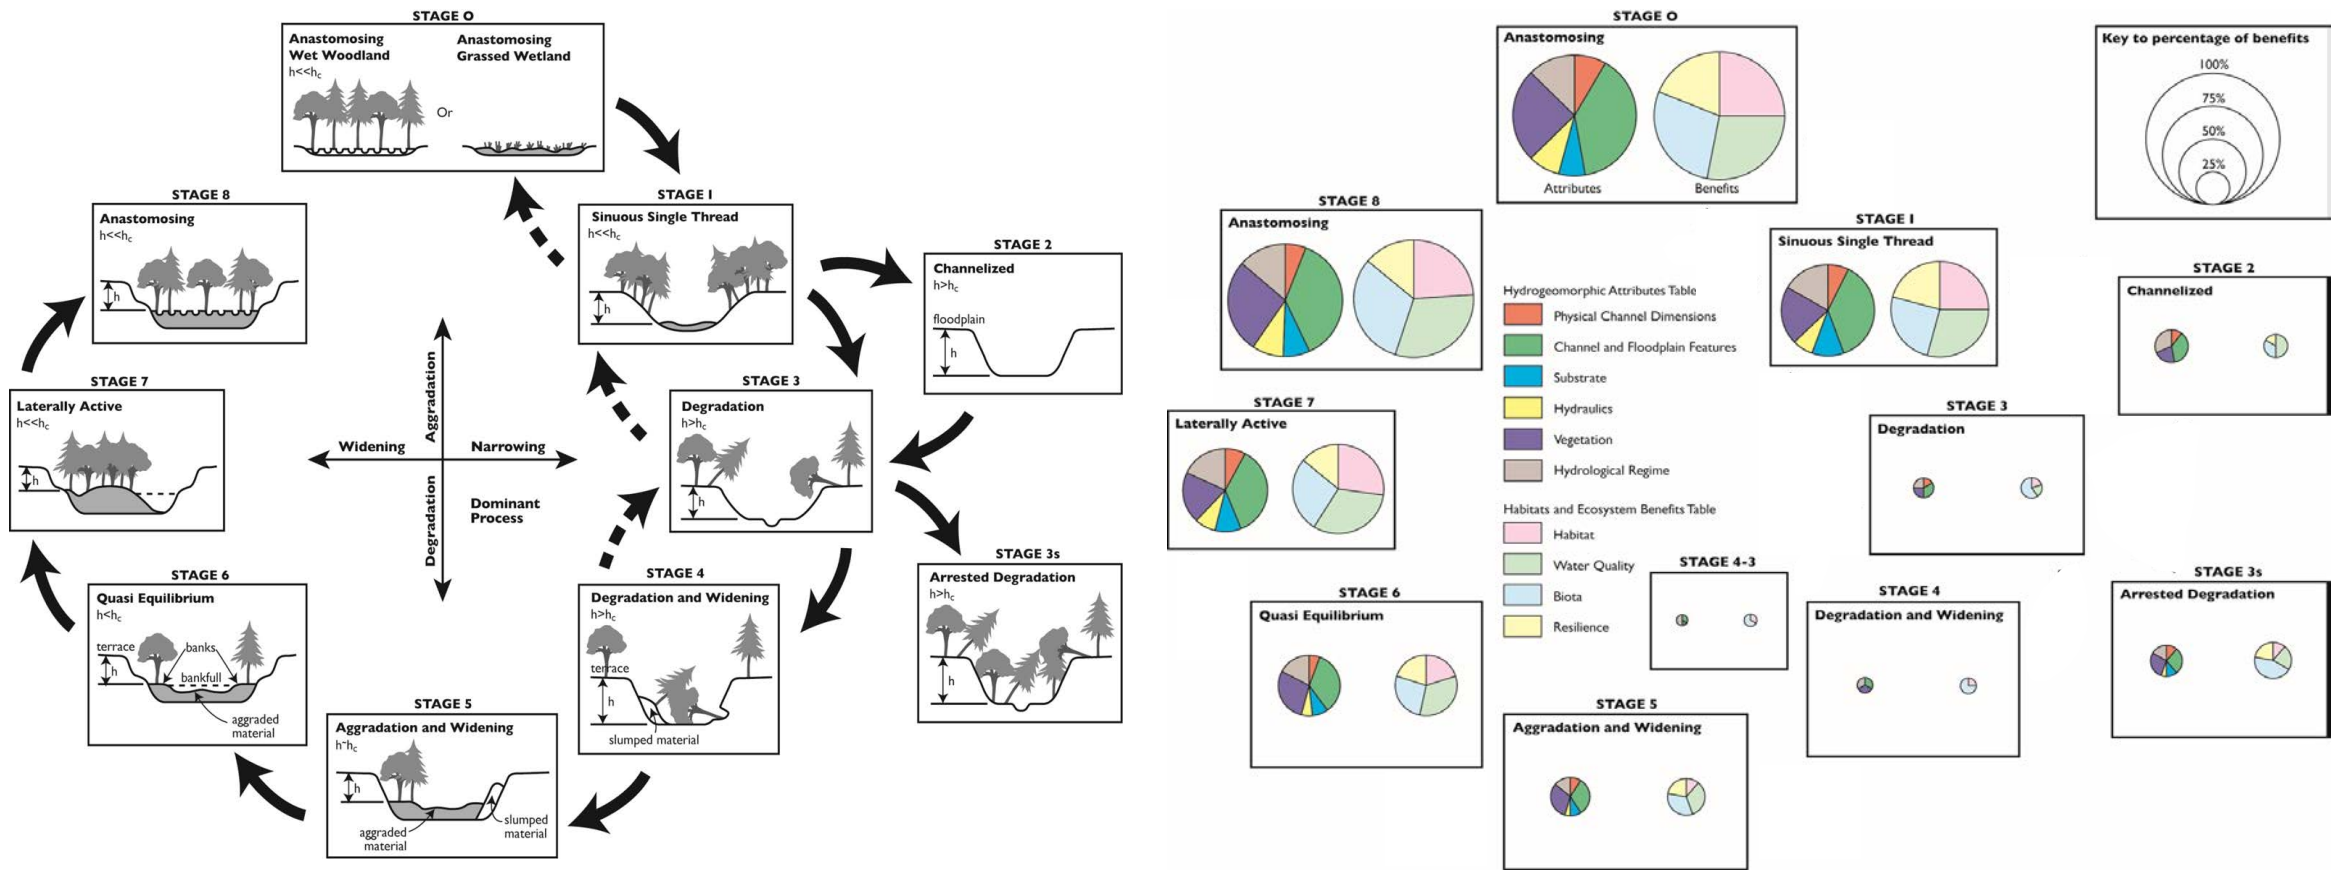 STAGE O
Anastomosing
Wet Woodland
h<<hc
Anastomosing
Grassed Wetland
Or
STAGE 8
Anastomosing
h<<hc
h
STAGE I
Sinuous Single Thread
h<<hc
h
STAGE 2
Channelized
h>hc
floodplain
h
STAGE 7
Laterally Active
h<<hc
h
Aggradation
Widening
Narrowing
Degradation
Dominant
Process
STAGE 3
Degradation
h>hc
h
STAGE 3s
Arrested Degradation
h>hc
h
STAGE 6
Quasi Equilibrium
h<hc
terrace
banks
h
bankfull
aggraded
material
STAGE 4
Degradation and Widening
h>hc
terrace
h
slumped material
STAGE 5
Aggradation and Widening
h~hc
h
aggraded
material
slumped
material
STAGE O
Anastomosing
Attributes
Benefits
Key to percentage of benefits
100%
75%
50%
25%
STAGE 8
Anastomosing
STAGE I
Sinuous Single Thread
STAGE 2
Channelized
Hydrogeomorphic Attributes Table
Physical Channel Dimensions
Channel and Floodplain Features
Substrate
Hydraulics
Vegetation
Hydrological Regime
Habitats and Ecosystem Benefits Table
Habitat
Water Quality
Biota
Resilience
STAGE 7
Laterally Active
STAGE 3
Degradation
STAGE 4-3
STAGE 4
Degradation and Widening
STAGE 3s
Arrested Degradation
STAGE 6
Quasi Equilibrium
STAGE 5
Aggradation and Widening